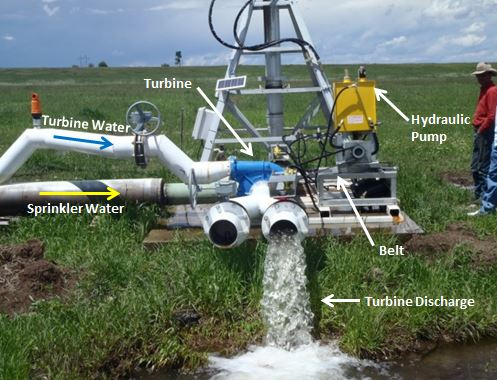 Turbine
Hydraulic
Pump
Turbine Water
Sprinkler Water
Belt
Turbine Discharge